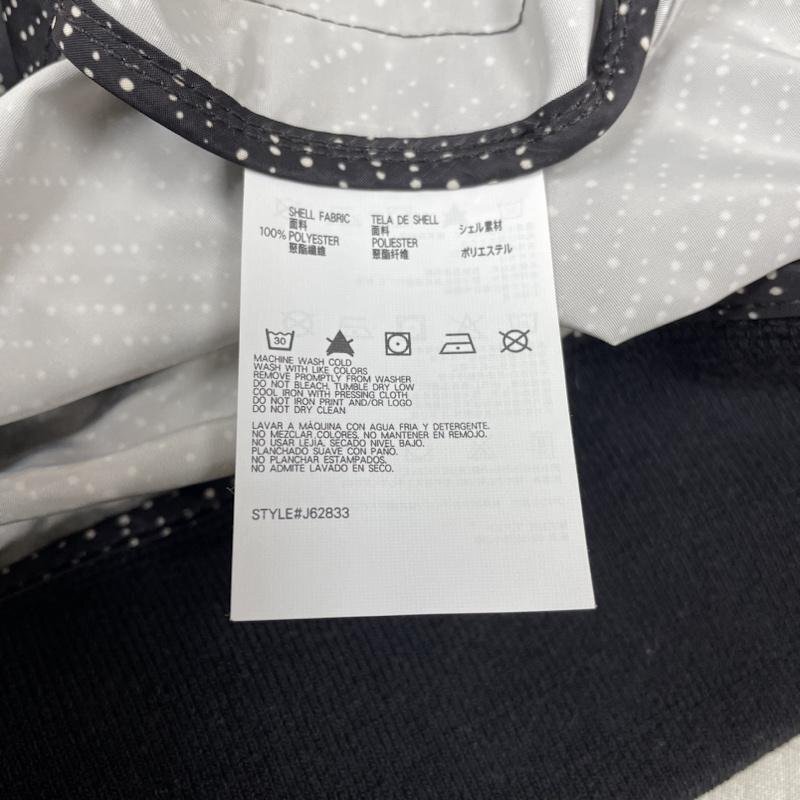 SHELL FABRIC TELA DE SHELL シェル素材
面料 面料
100% POLYESTER POLIESTER ポリエステル
聚酯纖維 聚酯纤维
30
MACHINE WASH COLD
WASH WITH LIKE COLORS
REMOVE PROMPTLY FROM WASHER
DO NOT BLEACH, TUMBLE DRY LOW
COOL IRON WITH PRESSING CLOTH
DO NOT IRON PRINT AND/OR LOGO
DO NOT DRY CLEAN
LAVAR A MÁQUINA CON AGUA FRIA Y DETERGENTE.
NO MEZCLAR COLORES, NO MANTENER EN REMOJO.
NO USAR LEJÍA, SECADO NIVEL BAJO.
PLANCHADO SUAVE CON PAÑO.
NO PLANCHAR ESTAMPADOS.
NO ADMITE LAVADO EN SECO.
STYLE#J62833